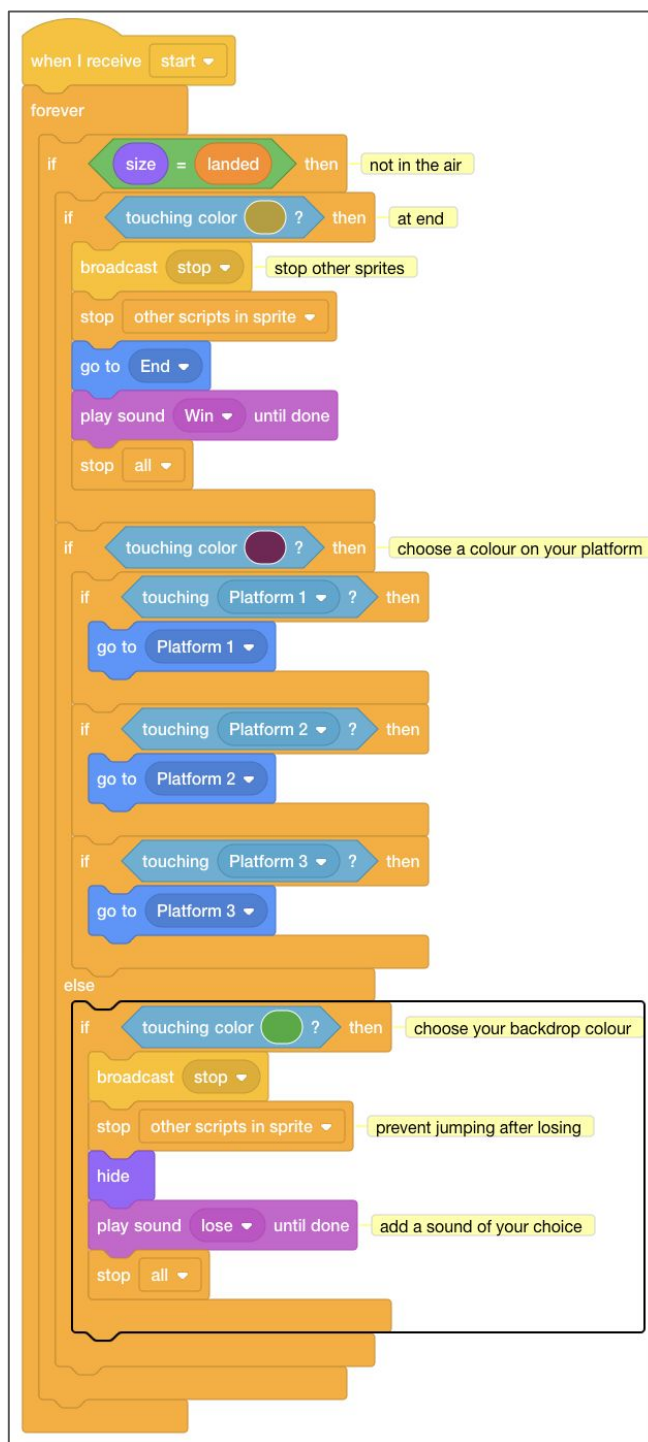 when I receive start
forever
if size = landed then not in the air
if touching color ? then at end
broadcast stop stop other sprites
stop other scripts in sprite
go to End
play sound Win until done
stop all
if touching color ? then choose a colour on your platform
if touching Platform 1 ? then
go to Platform 1
if touching Platform 2 ? then
go to Platform 2
if touching Platform 3 ? then
go to Platform 3
else
if touching color ? then choose your backdrop colour
broadcast stop
stop other scripts in sprite prevent jumping after losing
hide
play sound lose until done add a sound of your choice
stop all